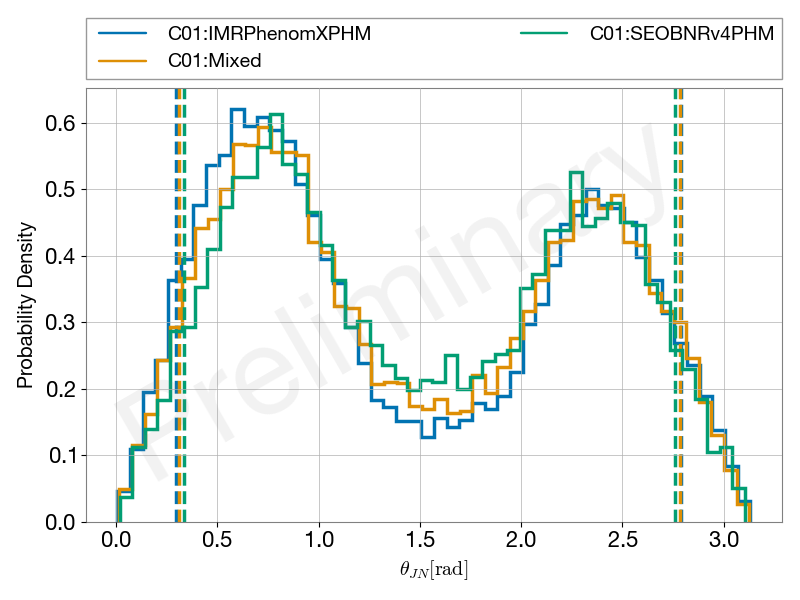 C01:IMRPhenomXPHM
C01:Mixed
C01:SEOBNRv4PHM
Preliminary
Probability Density
0.6
0.5
0.4
0.3
0.2
0.1
0.0
0.0 0.5 1.0 1.5 2.0 2.5 3.0
θ_JN[rad]